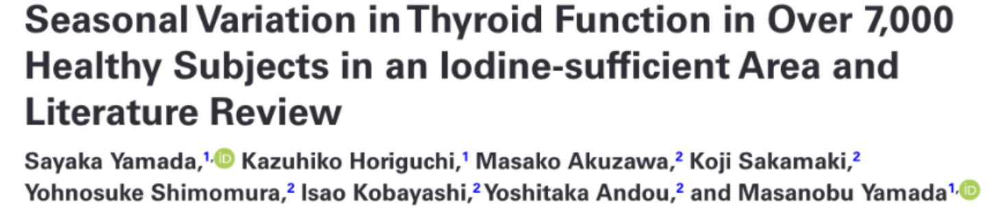 Seasonal Variation in Thyroid Function in Over 7,000
Healthy Subjects in an Iodine-sufficient Area and
Literature Review
Sayaka Yamada,1, iD Kazuhiko Horiguchi,1 Masako Akuzawa,2 Koji Sakamaki,2
Yohnosuke Shimomura,2 Isao Kobayashi,2 Yoshitaka Andou,2 and Masanobu Yamada1, iD